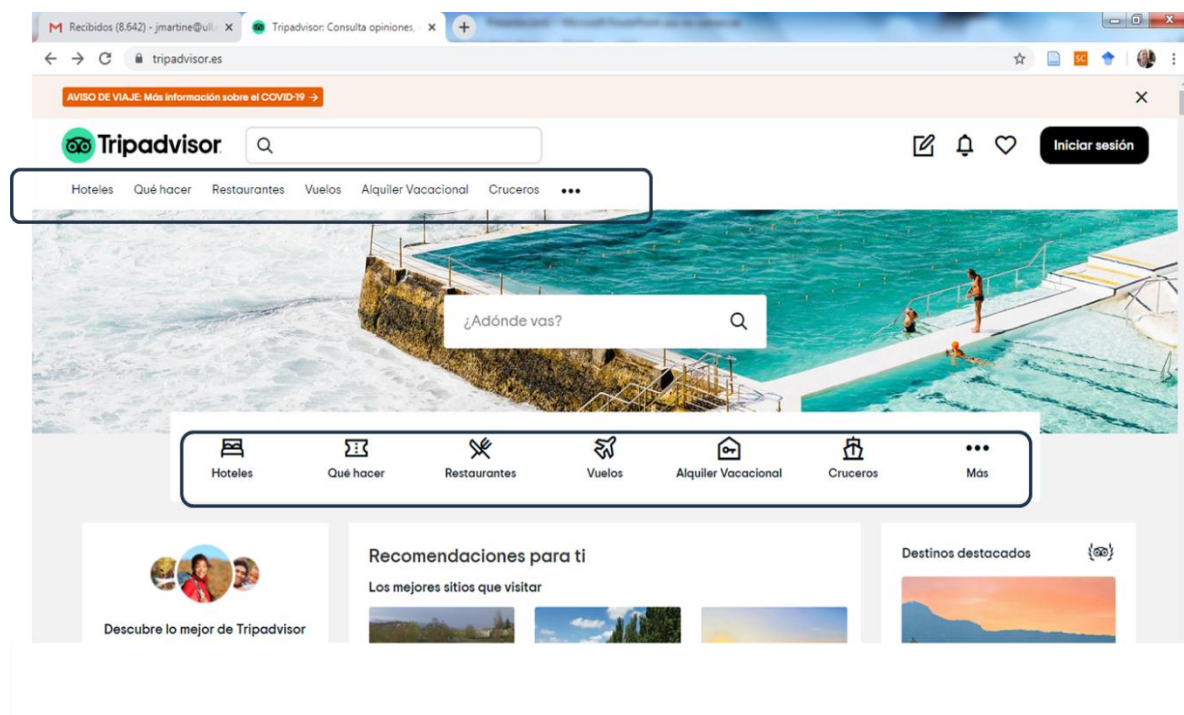 Recibidos (8.642) - jmartine@ull.
Tripadvisor: Consulta opiniones,
tripadvisor.es
SC
AVISO DE VIAJE: Más información sobre el COVID-19 →
Tripadvisor
Iniciar sesión
Hoteles Qué hacer Restaurantes Vuelos Alquiler Vacacional Cruceros •••
¿Adónde vas?
Hoteles Qué hacer Restaurantes Vuelos Alquiler Vacacional Cruceros Más
Recomendaciones para ti
Los mejores sitios que visitar
Destinos destacados
Descubre lo mejor de Tripadvisor